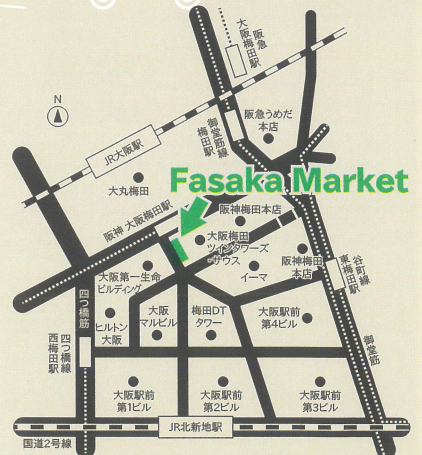 阪急
大阪梅田駅
N
阪急うめだ
本店
御堂筋線
梅田駅
JR大阪駅
大丸梅田
Fasaka Market
阪神 大阪梅田駅
阪神梅田本店
大阪梅田
ツインタワーズ
・サウス
阪神梅田
本店
イーマ
谷町線
東梅田駅
大阪第一生命
ビルディング
四つ橋筋
ヒルトン
大阪
大阪
マルビル
梅田DT
タワー
大阪駅前
第4ビル
御堂筋
四つ橋線
西梅田駅
大阪駅前
第1ビル
大阪駅前
第2ビル
大阪駅前
第3ビル
JR北新地駅
国道2号線